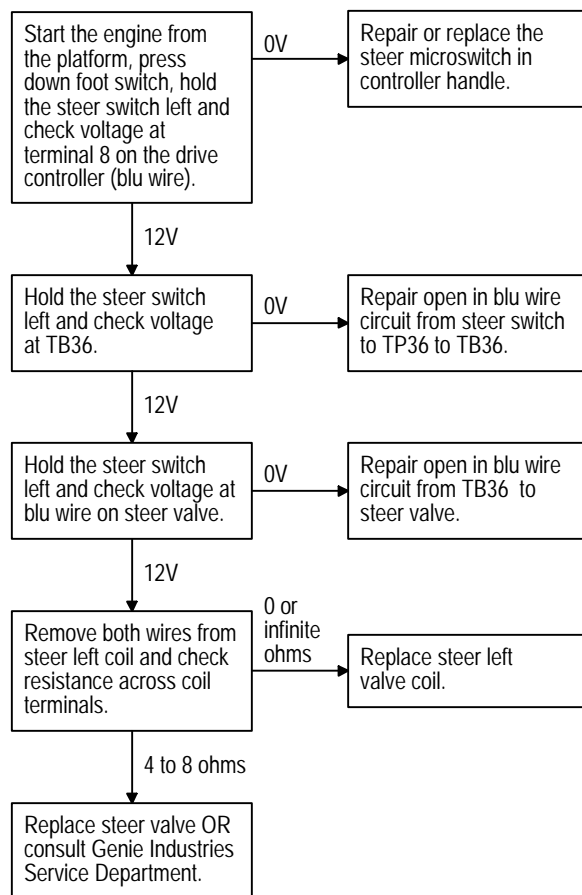 Start the engine from
the platform, press
down foot switch, hold
the steer switch left and
check voltage at
terminal 8 on the drive
controller (blu wire).
0V
Repair or replace the
steer microswitch in
controller handle.
12V
Hold the steer switch
left and check voltage
at TB36.
0V
Repair open in blu wire
circuit from steer switch
to TP36 to TB36.
12V
Hold the steer switch
left and check voltage at
blu wire on steer valve.
0V
Repair open in blu wire
circuit from TB36 to
steer valve.
12V
Remove both wires from
steer left coil and check
resistance across coil
terminals.
0 or
infinite
ohms
Replace steer left
valve coil.
4 to 8 ohms
Replace steer valve OR
consult Genie Industries
Service Department.